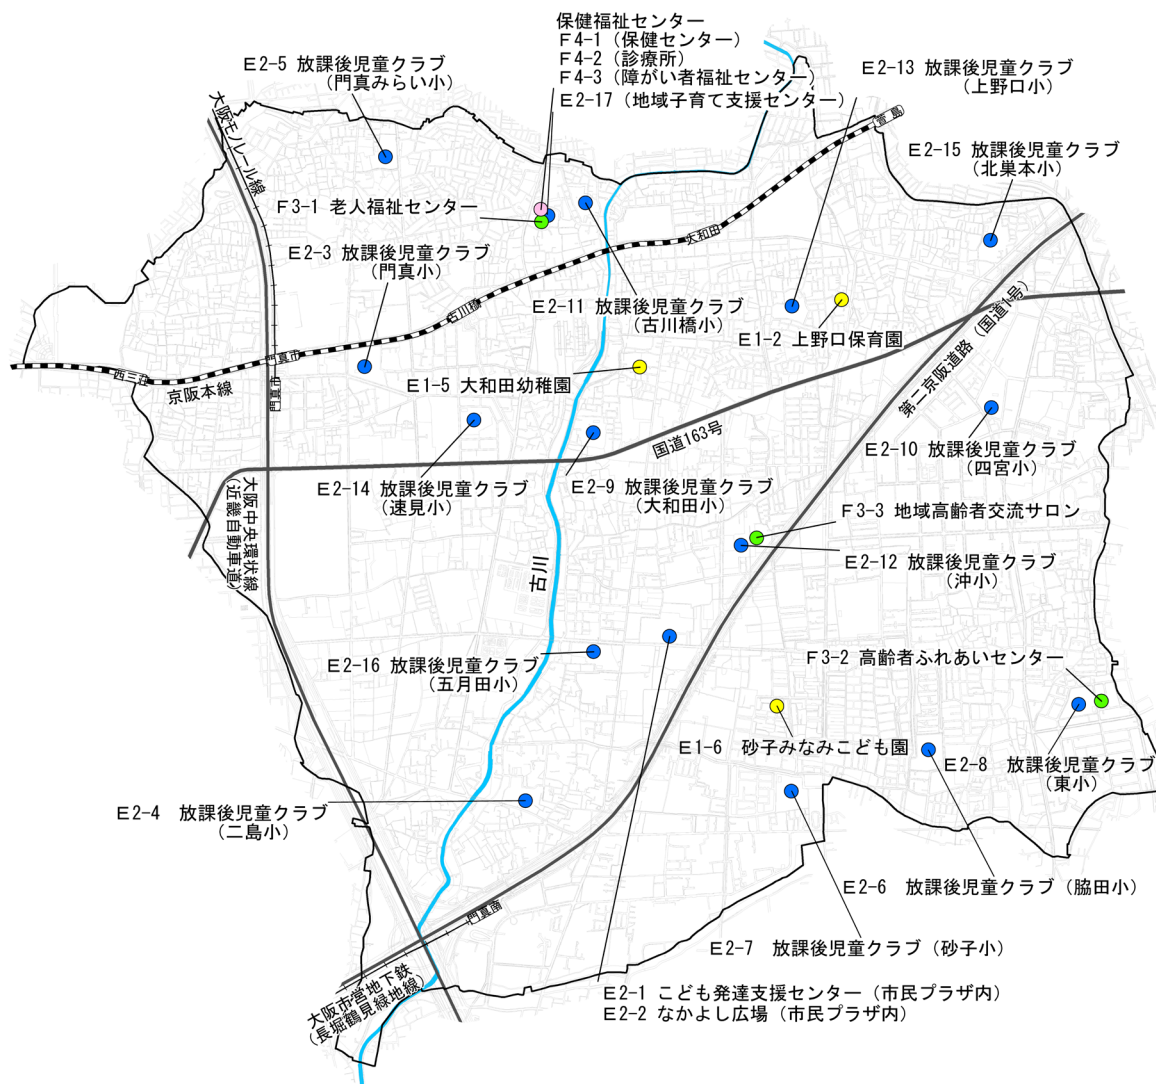 保健福祉センター
F4-1（保健センター）
F4-2（診療所）
F4-3（障がい者福祉センター）
E2-17（地域子育て支援センター）
E2-5 放課後児童クラブ
（門真みらい小）
E2-13 放課後児童クラブ
（上野口小）
大阪モノレール線
萱島
E2-15 放課後児童クラブ
（北巣本小）
F3-1 老人福祉センター
大和田
E2-3 放課後児童クラブ
（門真小）
古川橋
E2-11 放課後児童クラブ
（古川橋小）
E1-2 上野口保育園
第二京阪道路（国道1号）
門真市
西三荘
京阪本線
門真市
E1-5 大和田幼稚園
国道163号
E2-10 放課後児童クラブ
（四宮小）
E2-14 放課後児童クラブ
（速見小）
E2-9 放課後児童クラブ
（大和田小）
大阪中央環状線
（近畿自動車道）
F3-3 地域高齢者交流サロン
E2-12 放課後児童クラブ
（沖小）
古川
E2-16 放課後児童クラブ
（五月田小）
F3-2 高齢者ふれあいセンター
E1-6 砂子みなみこども園
E2-8 放課後児童クラブ
（東小）
E2-4 放課後児童クラブ
（二島小）
E2-6 放課後児童クラブ（脇田小）
門真南
E2-7 放課後児童クラブ（砂子小）
大阪市営地下鉄
（長堀鶴見緑地線）
E2-1 こども発達支援センター（市民プラザ内）
E2-2 なかよし広場（市民プラザ内）